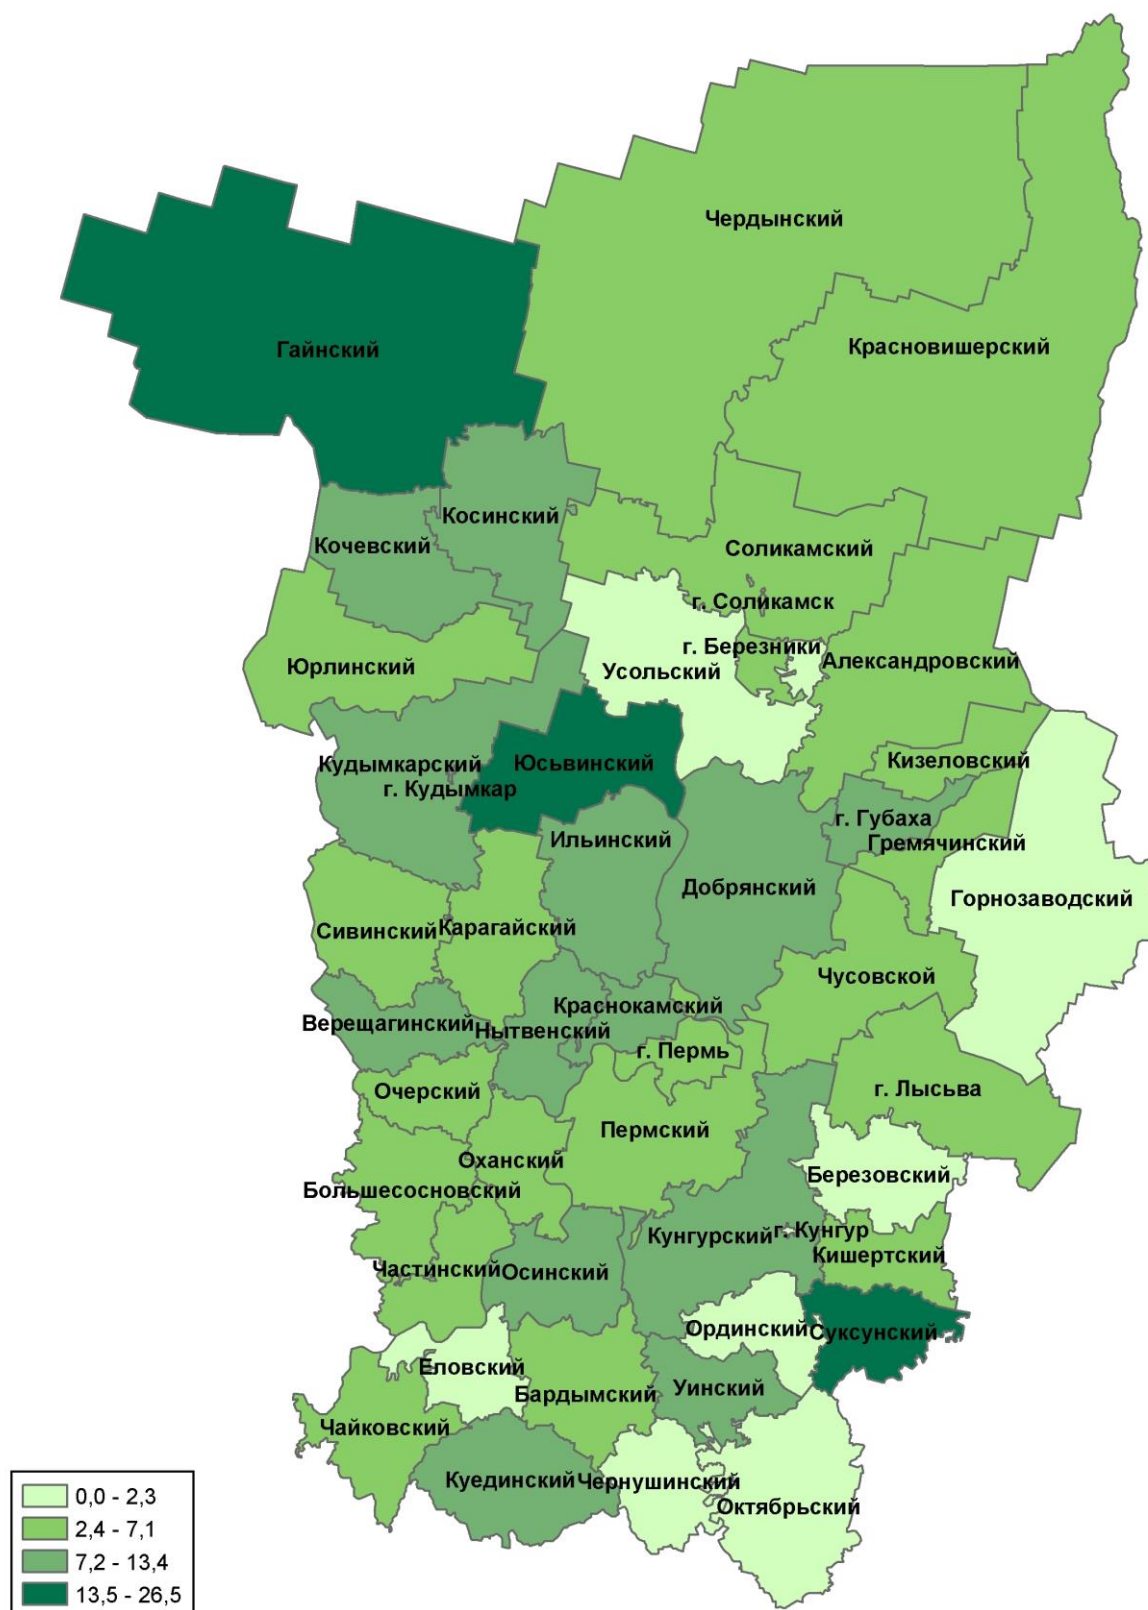 Чердынский
Красновишерский
Гайнский
Косинский
Кочевский
Соликамский
г. Соликамск
г. Березники
Юрлинский
Усольский
Александровский
Кудымкарский
Юсьвинский
Кизеловский
г. Кудымкар
г. Губаха
Ильинский
Гремячинский
Добрянский
Горнозаводский
Сивинский
Карагайский
Чусовской
Краснокамский
Верещагинский
Нытвенский
г. Пермь
Очерский
г. Лысьва
Пермский
Оханский
Березовский
Большесосновский
Кунгурский
г. Кунгур
Кишертский
Частинский
Осинский
Ординский
Суксунский
Еловский
Бардымский
Уинский
Чайковский
Куединский
Чернушинский
Октябрьский
0,0 - 2,3
2,4 - 7,1
7,2 - 13,4
13,5 - 26,5